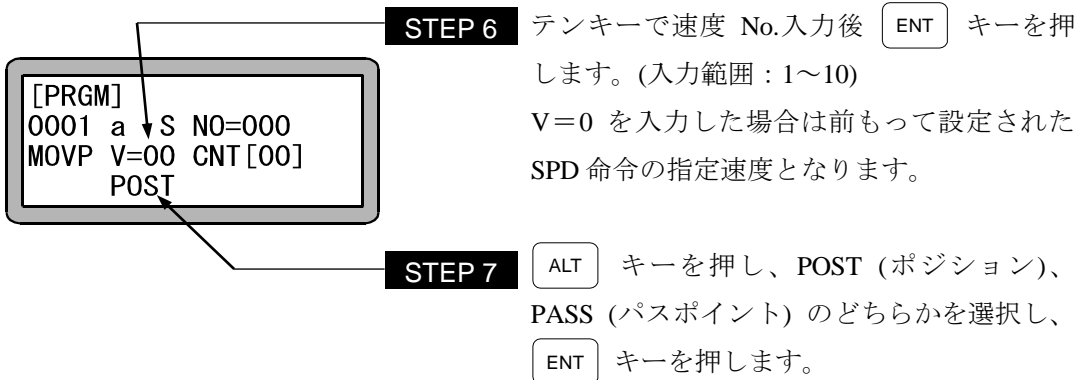 STEP 6
テンキーで速度 No.入力後 ENT キーを押
します。(入力範囲：1～10)
V＝0 を入力した場合は前もって設定された
SPD 命令の指定速度となります。
[PRGM]
0001 a S NO=000
MOVP V=00 CNT[00]
POST
STEP 7
ALT キーを押し、POST (ポジション)、
PASS (パスポイント) のどちらかを選択し、
ENT キーを押します。